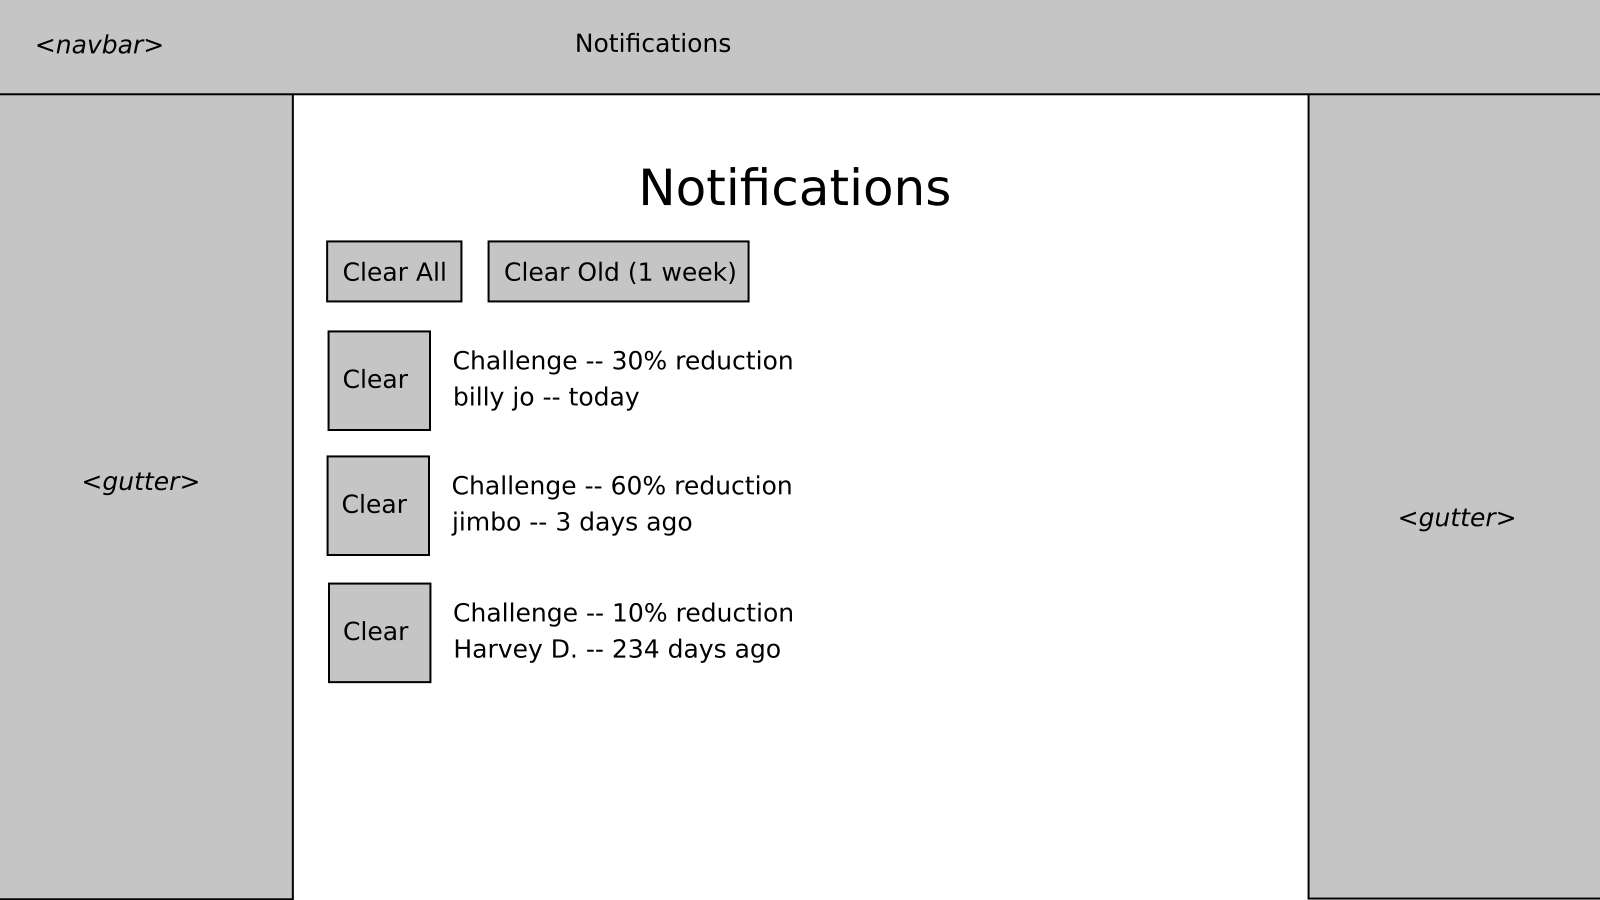 <navbar>
Notifications
Notifications
Clear All
Clear Old (1 week)
Clear
Challenge -- 30% reduction
billy jo -- today
<gutter>
Clear
Challenge -- 60% reduction
jimbo -- 3 days ago
<gutter>
Clear
Challenge -- 10% reduction
Harvey D. -- 234 days ago